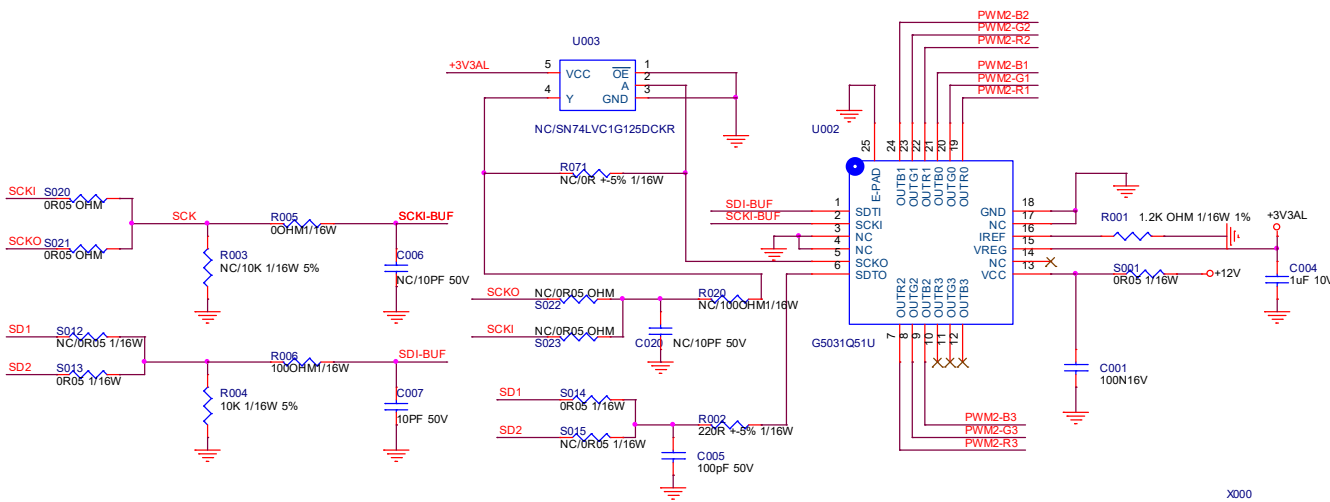 PWM2-B2
PWM2-G2
PWM2-R2
PWM2-B1
PWM2-G1
PWM2-R1
U003
+3V3AL
5 VCC OE 1
A 2
4 Y GND 3
NC/SN74LVC1G125DCKR
R071
NC/0R +-5% 1/16W
U002
25 24 23 22 21 20 19
E-PAD OUTB1 OUTG1 OUTR1 OUTB0 OUTG0 OUTR0
SDI-BUF 1 SDTI
SCKI-BUF 2 SCKI
3 NC
4 NC
5 SCKO
6 SDTO
GND 18
NC 17
IREF 16
VREG 15
NC 14
VCC 13
OUTR2 OUTG2 OUTB2 OUTR3 OUTG3 OUTB3
7 8 9 10 11 12
G5031Q51U
R001 1.2K OHM 1/16W 1%
+3V3AL
S001
0R05 1/16W
+12V
C004
1uF 10V
C001
100N16V
PWM2-B3
PWM2-G3
PWM2-R3
SCKI S020
0R05 OHM
SCKO S021
0R05 OHM
SCK
R005
0OHM1/16W
SCKI-BUF
R003
NC/10K 1/16W 5%
C006
NC/10PF 50V
SD1 S012
NC/0R05 1/16W
SD2 S013
0R05 1/16W
R006
100OHM1/16W
SDI-BUF
R004
10K 1/16W 5%
C007
10PF 50V
SCKO NC/0R05 OHM
S022
SCKI NC/0R05 OHM
S023
R020
NC/100OHM1/16W
C020 NC/10PF 50V
SD1 S014
0R05 1/16W
SD2 S015
NC/0R05 1/16W
R002
220R +-5% 1/16W
C005
100pF 50V
X000